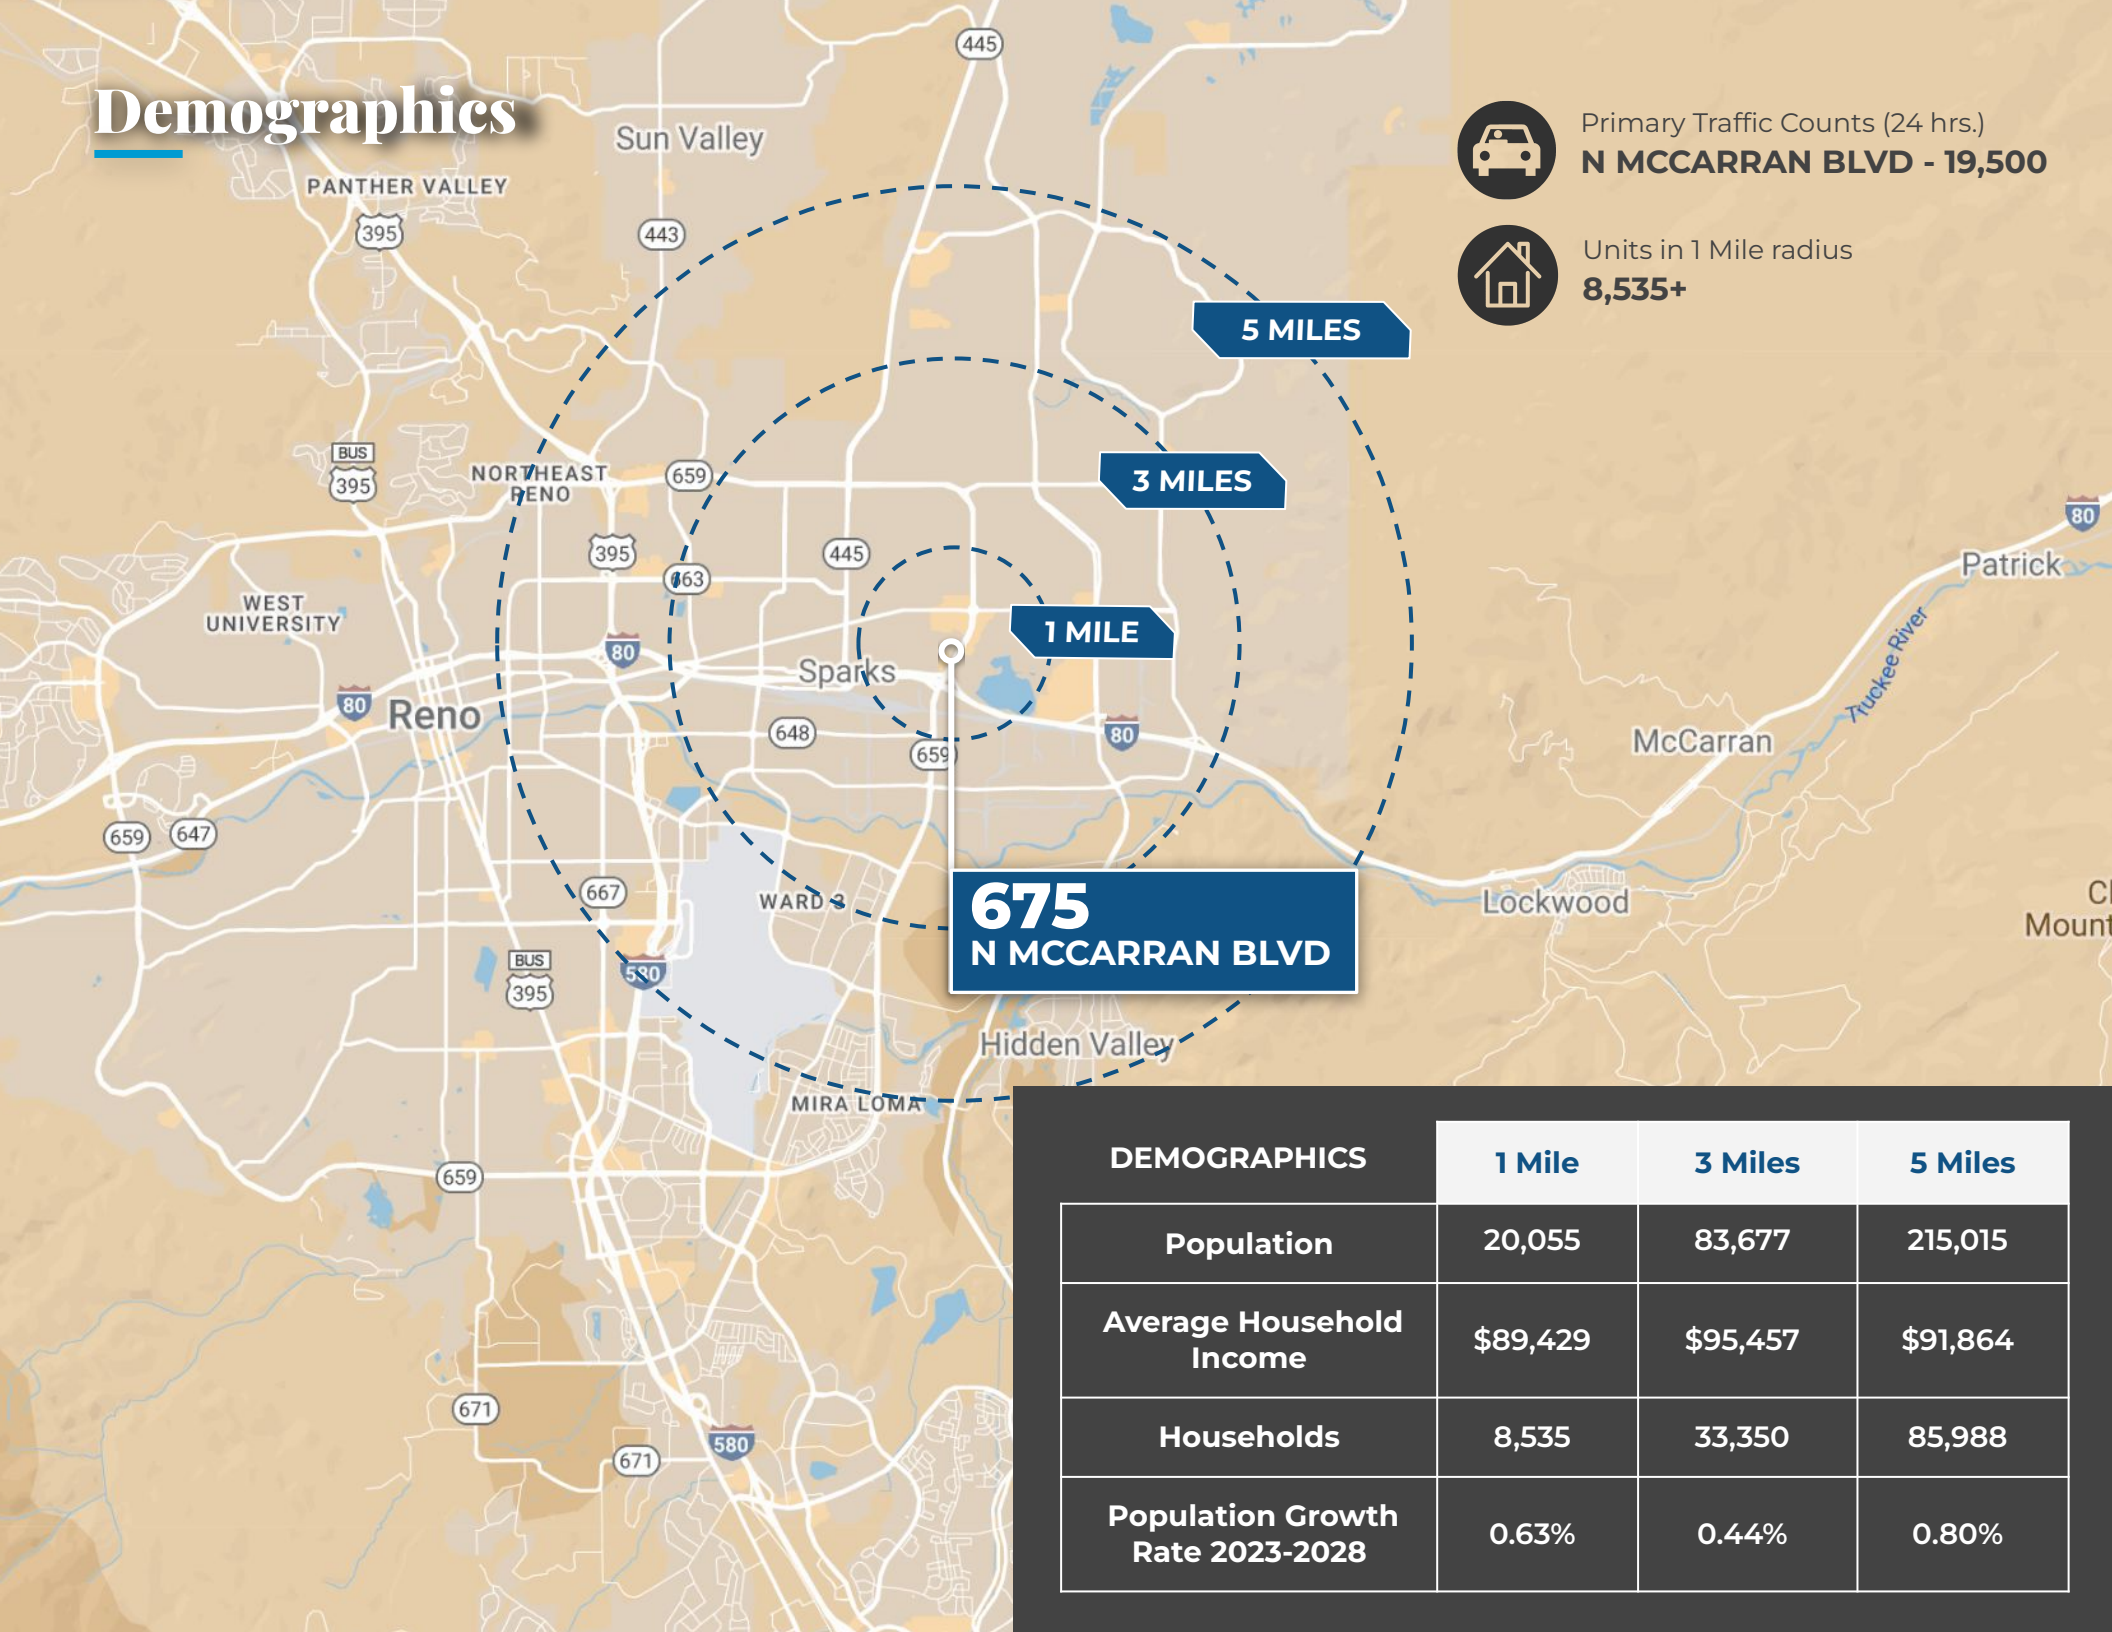 Demographics
Primary Traffic Counts (24 hrs.)
N MCCARRAN BLVD - 19,500
Units in 1 Mile radius
8,535+
445
Sun Valley
PANTHER VALLEY
395
443
5 MILES
BUS
395
NORTHEAST
RENO
659
3 MILES
80
395
445
663
Patrick
WEST
UNIVERSITY
1 MILE
80
Sparks
Truckee River
80
Reno
648
659
80
McCarran
659
647
667
WARD 3
675
N MCCARRAN BLVD
Lockwood
Cl
Mount
BUS
395
580
Hidden Valley
MIRA LOMA
659
671
580
671
DEMOGRAPHICS 1 Mile 3 Miles 5 Miles
Population 20,055 83,677 215,015
Average Household
Income $89,429 $95,457 $91,864
Households 8,535 33,350 85,988
Population Growth
Rate 2023-2028 0.63% 0.44% 0.80%